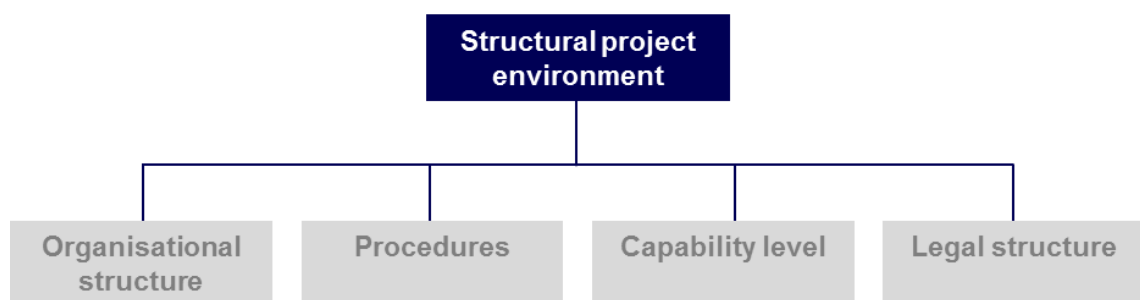 Structural project
environment
Organisational
structure
Procedures
Capability level
Legal structure